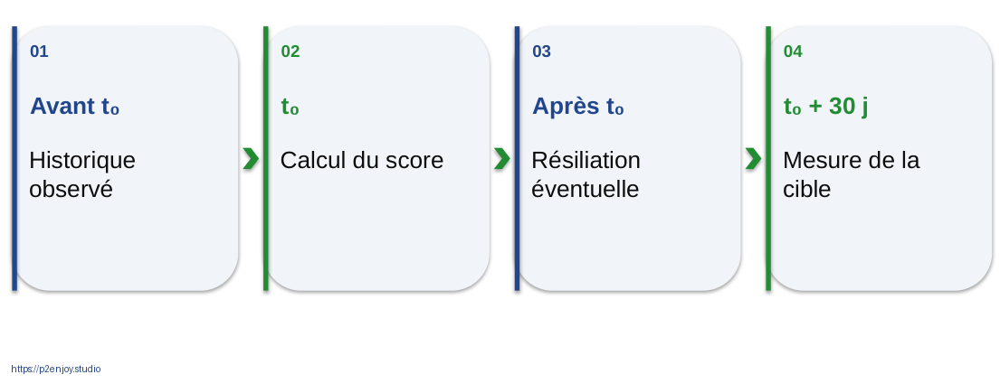 01
Avant t₀
Historique
observé
02
t₀
Calcul du score
03
Après t₀
Résiliation
éventuelle
04
t₀ + 30 j
Mesure de la
cible
https://p2enjoy.studio